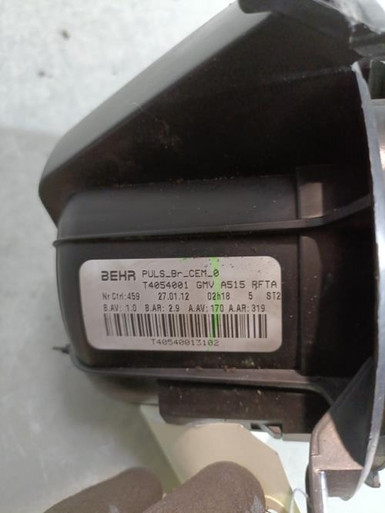 BEHR PULS_Br_CEM_0
T4054001 GMV A515 RFTA
Nr Ctrl:459 27.01.12 02h18 5 ST2
B.AV: 1.0 B.AR: 2.9 A.AV: 170 A.AR: 319
T40540013102